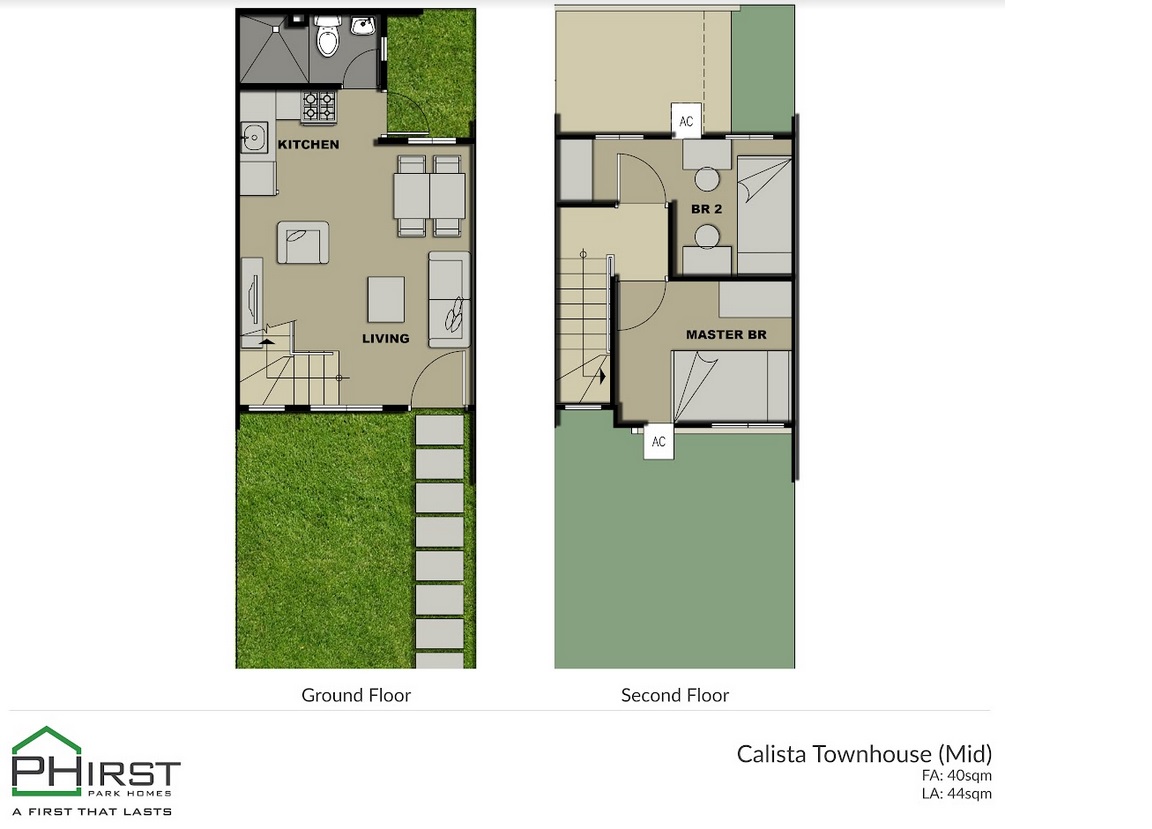 KITCHEN
LIVING
AC
BR 2
MASTER BR
AC
Ground Floor
Second Floor
PHIRST
PARK HOMES
A FIRST THAT LASTS
Calista Townhouse (Mid)
FA: 40sqm
LA: 44sqm